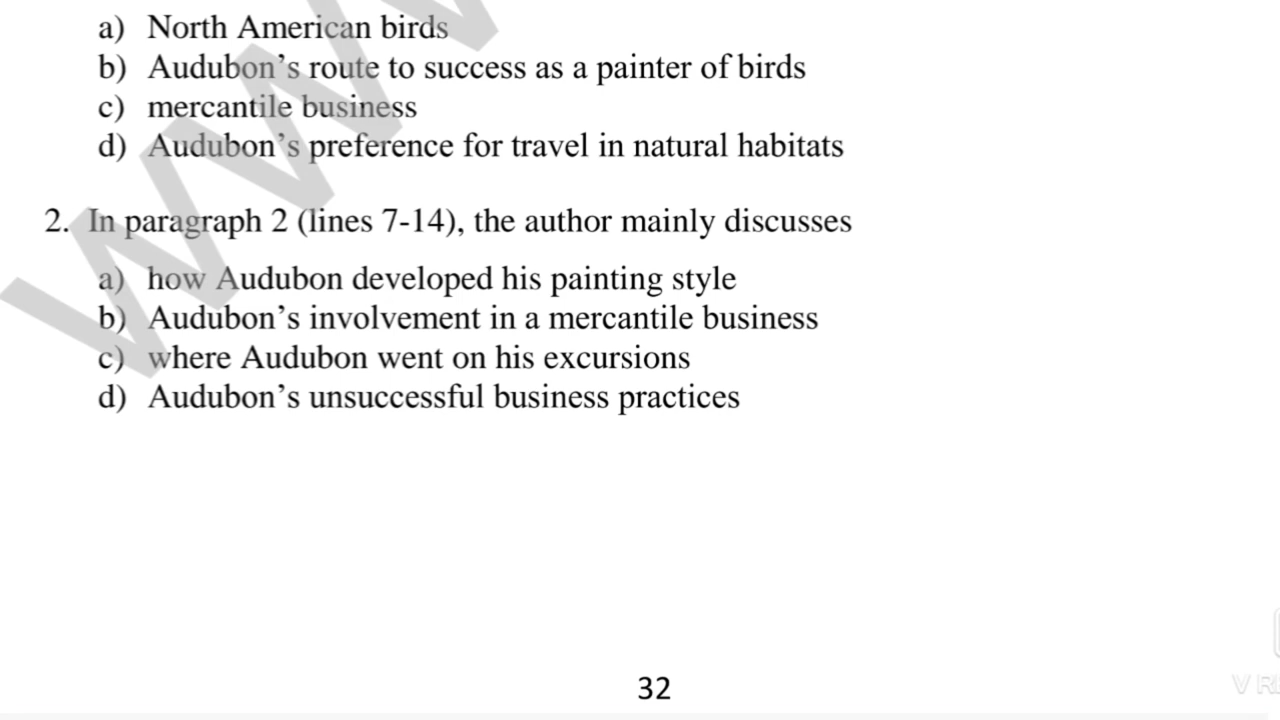 a) North American birds
b) Audubon’s route to success as a painter of birds
c) mercantile business
d) Audubon’s preference for travel in natural habitats
2. In paragraph 2 (lines 7-14), the author mainly discusses
a) how Audubon developed his painting style
b) Audubon’s involvement in a mercantile business
c) where Audubon went on his excursions
d) Audubon’s unsuccessful business practices
32